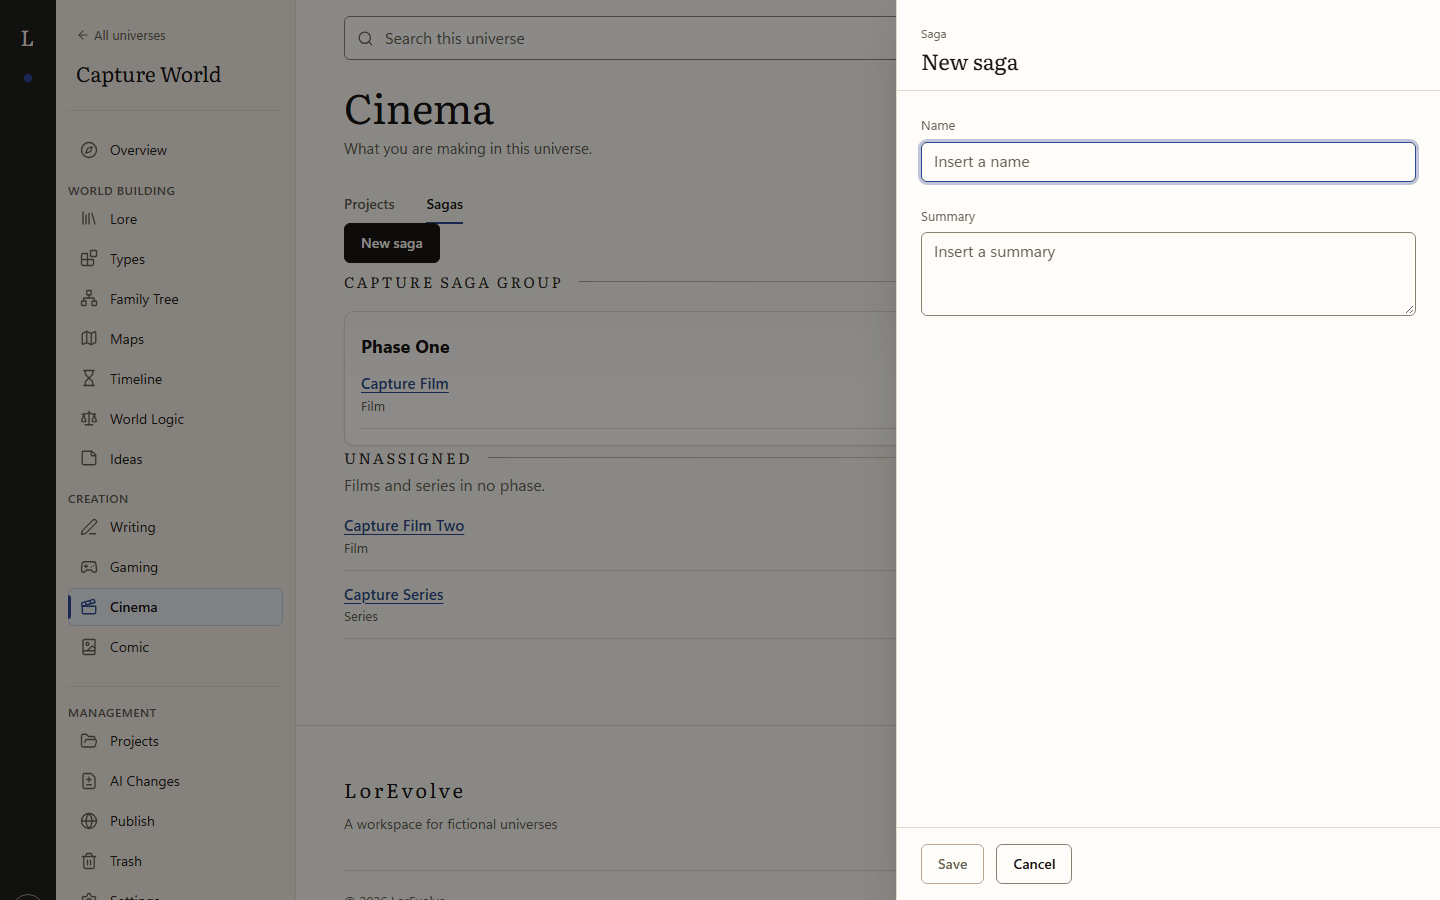 L
All universes
Capture World
Overview
WORLD BUILDING
Lore
Types
Family Tree
Maps
Timeline
World Logic
Ideas
CREATION
Writing
Gaming
Cinema
Comic
MANAGEMENT
Projects
AI Changes
Publish
Trash
Settings
Search this universe
Cinema
What you are making in this universe.
Projects
Sagas
New saga
CAPTURE SAGA GROUP
Phase One
Capture Film
Film
UNASSIGNED
Films and series in no phase.
Capture Film Two
Film
Capture Series
Series
LorEvolve
A workspace for fictional universes
© 2026 LorEvolve
Saga
New saga
Name
Insert a name
Summary
Insert a summary
Save
Cancel